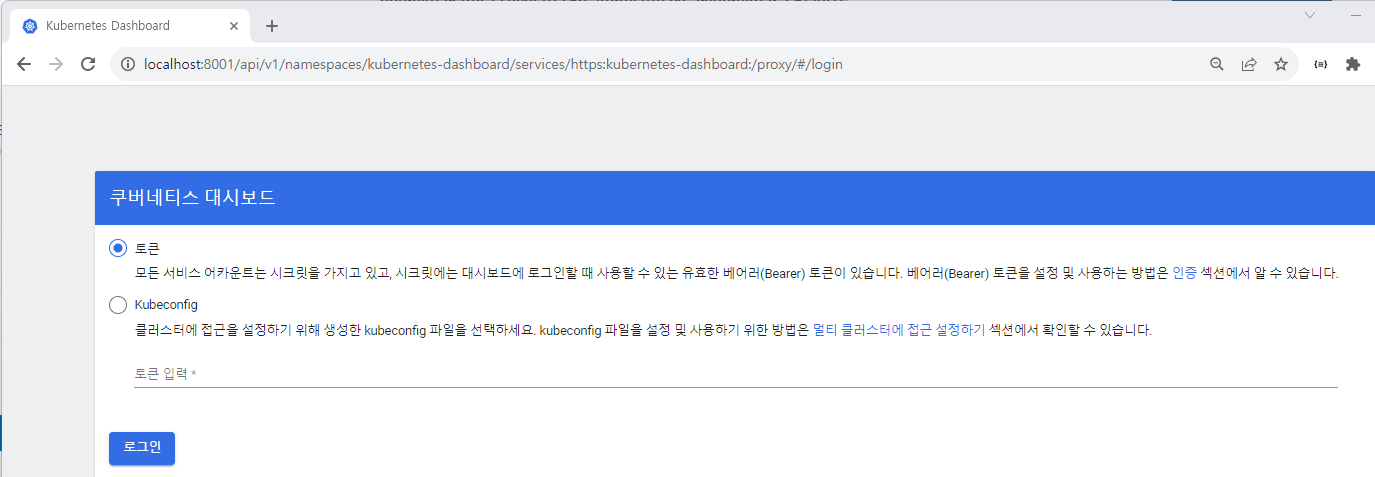 Kubernetes Dashboard
localhost:8001/api/v1/namespaces/kubernetes-dashboard/services/https:kubernetes-dashboard:/proxy/#/login
쿠버네티스 대시보드
토큰
모든 서비스 어카운트는 시크릿을 가지고 있고, 시크릿에는 대시보드에 로그인할 때 사용할 수 있는 유효한 베어러(Bearer) 토큰이 있습니다. 베어러(Bearer) 토큰을 설정 및 사용하는 방법은 인증 섹션에서 알 수 있습니다.
Kubeconfig
클러스터에 접근을 설정하기 위해 생성한 kubeconfig 파일을 선택하세요. kubeconfig 파일을 설정 및 사용하기 위한 방법은 멀티 클러스터에 접근 설정하기 섹션에서 확인할 수 있습니다.
토큰 입력 *
로그인